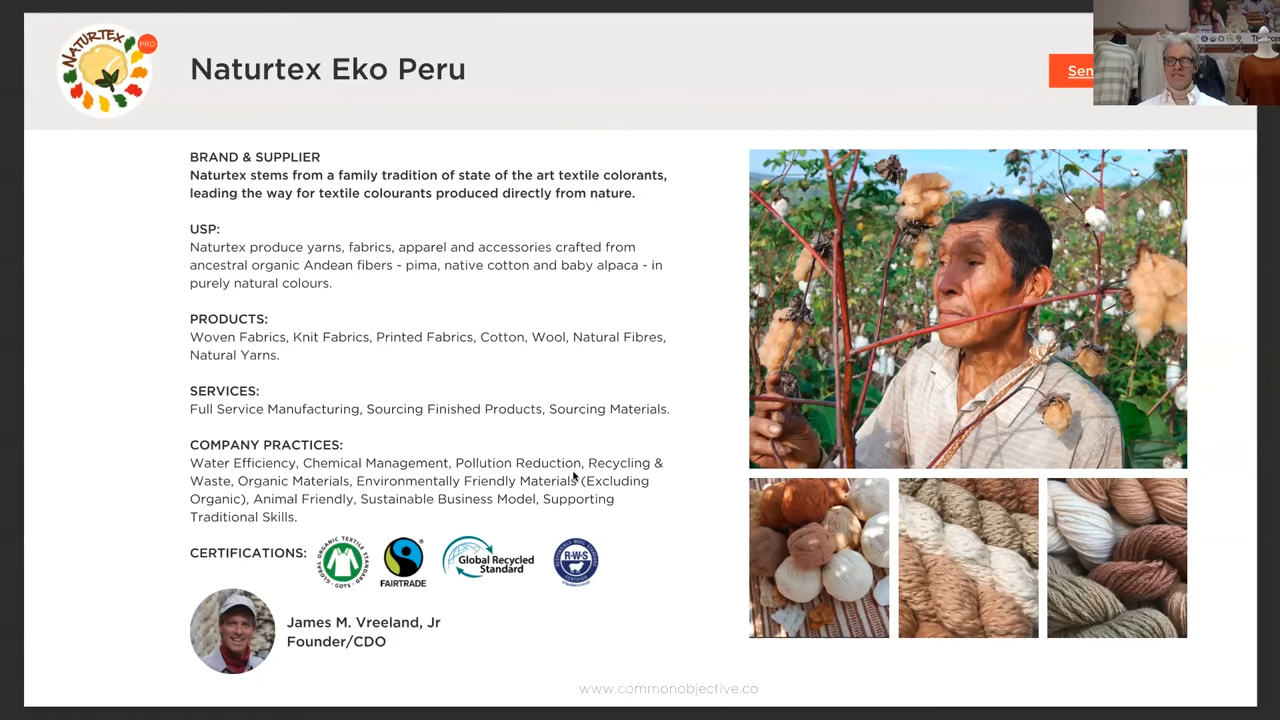 NATURTEX
PRO
Naturtex Eko Peru
Sen
BRAND & SUPPLIER
Naturtex stems from a family tradition of state of the art textile colorants,
leading the way for textile colourants produced directly from nature.
USP:
Naturtex produce yarns, fabrics, apparel and accessories crafted from
ancestral organic Andean fibers - pima, native cotton and baby alpaca - in
purely natural colours.
PRODUCTS:
Woven Fabrics, Knit Fabrics, Printed Fabrics, Cotton, Wool, Natural Fibres,
Natural Yarns.
SERVICES:
Full Service Manufacturing, Sourcing Finished Products, Sourcing Materials.
COMPANY PRACTICES:
Water Efficiency, Chemical Management, Pollution Reduction, Recycling &
Waste, Organic Materials, Environmentally Friendly Materials (Excluding
Organic), Animal Friendly, Sustainable Business Model, Supporting
Traditional Skills.
CERTIFICATIONS:
GLOBAL ORGANIC TEXTILE STANDARD · GOTS ·
FAIRTRADE
Global Recycled
Standard
R·W·S
CERTIFIED
James M. Vreeland, Jr
Founder/CDO
www.commonobjective.co